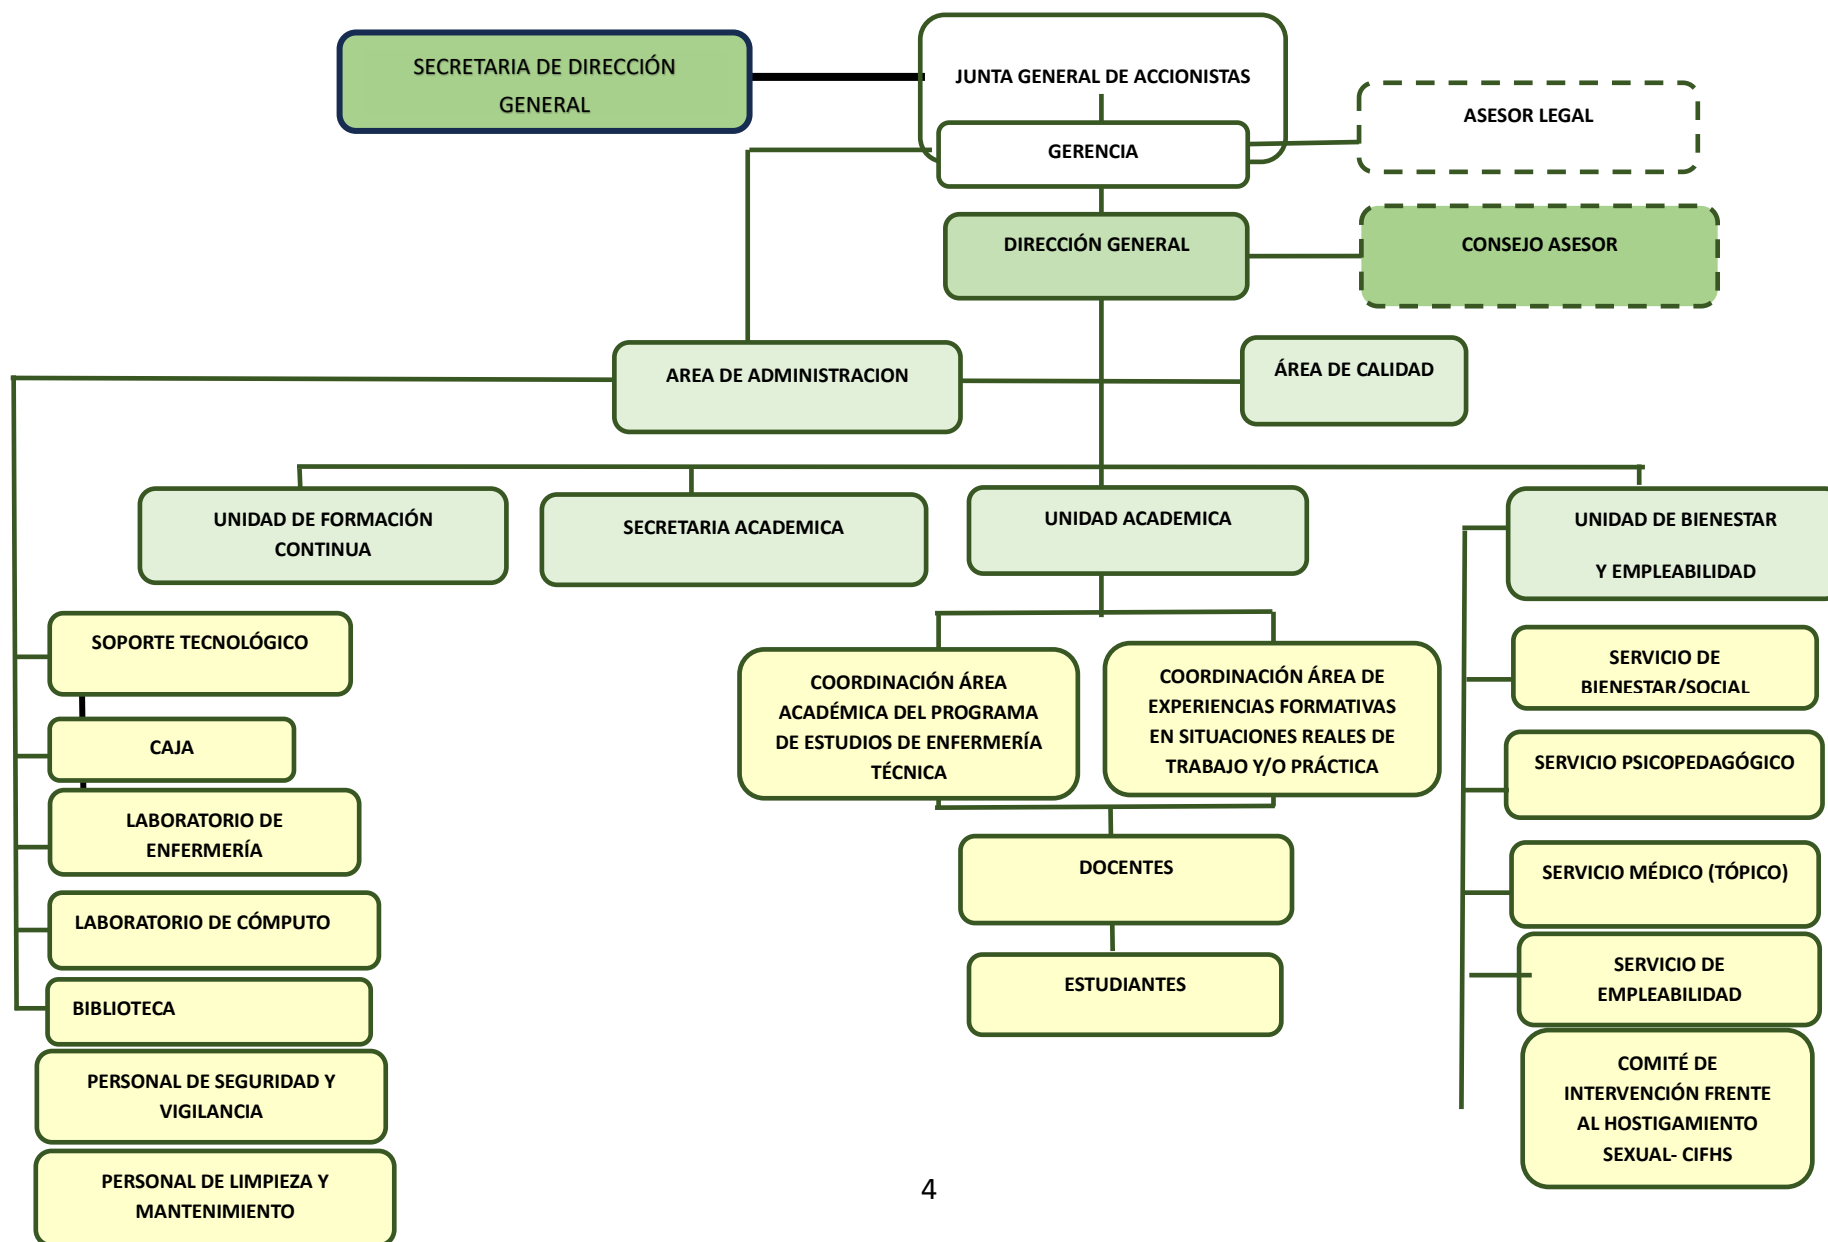 SECRETARIA DE DIRECCIÓN
GENERAL
JUNTA GENERAL DE ACCIONISTAS
ASESOR LEGAL
GERENCIA
DIRECCIÓN GENERAL
CONSEJO ASESOR
AREA DE ADMINISTRACION
ÁREA DE CALIDAD
UNIDAD DE FORMACIÓN
CONTINUA
SECRETARIA ACADEMICA
UNIDAD ACADEMICA
UNIDAD DE BIENESTAR
Y EMPLEABILIDAD
SOPORTE TECNOLÓGICO
CAJA
LABORATORIO DE
ENFERMERÍA
LABORATORIO DE CÓMPUTO
BIBLIOTECA
PERSONAL DE SEGURIDAD Y
VIGILANCIA
PERSONAL DE LIMPIEZA Y
MANTENIMIENTO
COORDINACIÓN ÁREA
ACADÉMICA DEL PROGRAMA
DE ESTUDIOS DE ENFERMERÍA
TÉCNICA
COORDINACIÓN ÁREA DE
EXPERIENCIAS FORMATIVAS
EN SITUACIONES REALES DE
TRABAJO Y/O PRÁCTICA
DOCENTES
ESTUDIANTES
SERVICIO DE
BIENESTAR/SOCIAL
SERVICIO PSICOPEDAGÓGICO
SERVICIO MÉDICO (TÓPICO)
SERVICIO DE
EMPLEABILIDAD
COMITÉ DE
INTERVENCIÓN FRENTE
AL HOSTIGAMIENTO
SEXUAL- CIFHS
4